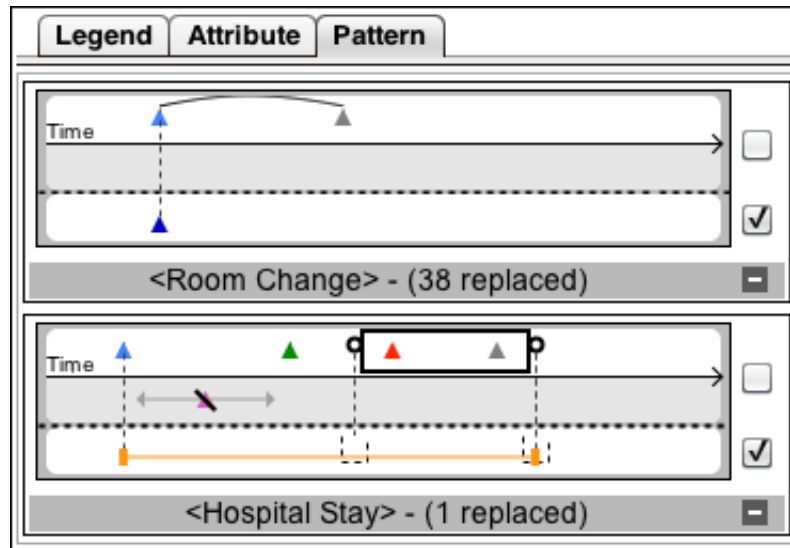 Legend Attribute Pattern
Time
<Room Change> - (38 replaced)
Time
<Hospital Stay> - (1 replaced)